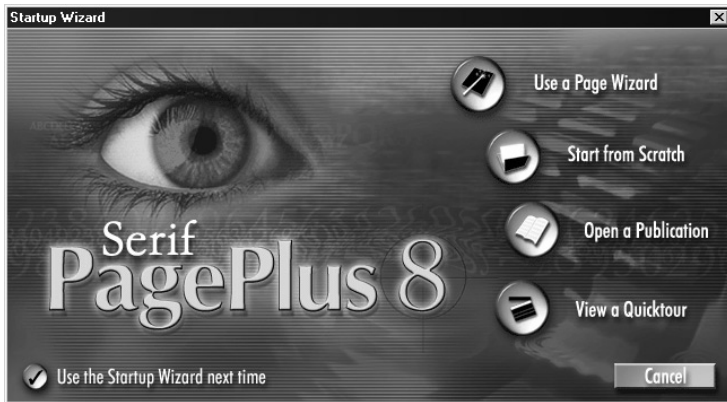 Startup Wizard
Use a Page Wizard
Start from Scratch
Open a Publication
View a Quicktour
Serif
PagePlus 8
Use the Startup Wizard next time
Cancel